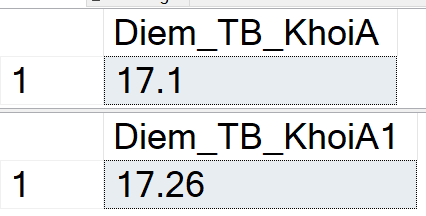 Diem_TB_KhoiA
1 17.1
Diem_TB_KhoiA1
1 17.26